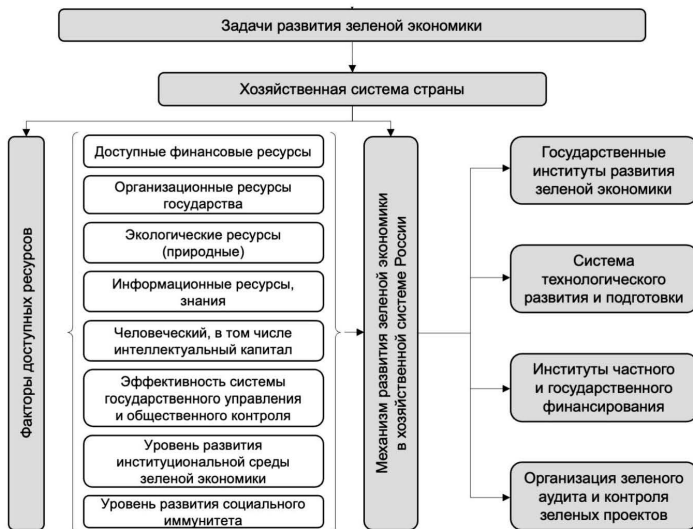 Задачи развития зеленой экономики
Хозяйственная система страны
Факторы доступных ресурсов
Доступные финансовые ресурсы
Организационные ресурсы
государства
Экологические ресурсы
(природные)
Информационные ресурсы,
знания
Человеческий, в том числе
интеллектуальный капитал
Эффективность системы
государственного управления
и общественного контроля
Уровень развития
институциональной среды
зеленой экономики
Уровень развития социального
иммунитета
Механизм развития зеленой экономики
в хозяйственной системе России
Государственные
институты развития
зеленой экономики
Система
технологического
развития и подготовки
Институты частного
и государственного
финансирования
Организация зеленого
аудита и контроля
зеленых проектов